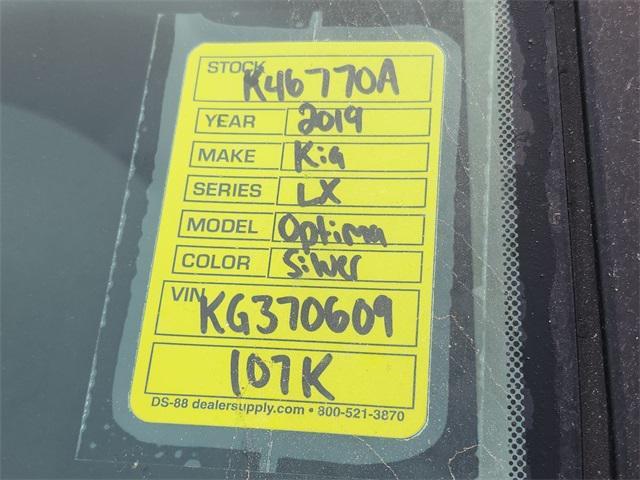 STOCK K46770A
YEAR 2019
MAKE Kia
SERIES LX
MODEL Optima
COLOR Silver
VIN KG370609
107K
DS-88 dealersupply.com • 800-521-3870